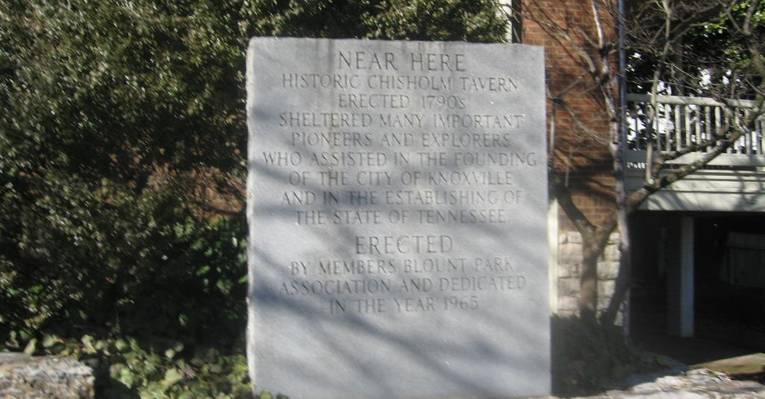 NEAR HERE
HISTORIC CHISHOLM TAVERN
ERECTED 1790'S
SHELTERED MANY IMPORTANT
PIONEERS AND EXPLORERS
WHO ASSISTED IN THE FOUNDING
OF THE CITY OF KNOXVILLE
AND IN THE ESTABLISHING OF
THE STATE OF TENNESSEE
ERECTED
BY MEMBERS BLOUNT PARK
ASSOCIATION AND DEDICATED
IN THE YEAR 1965